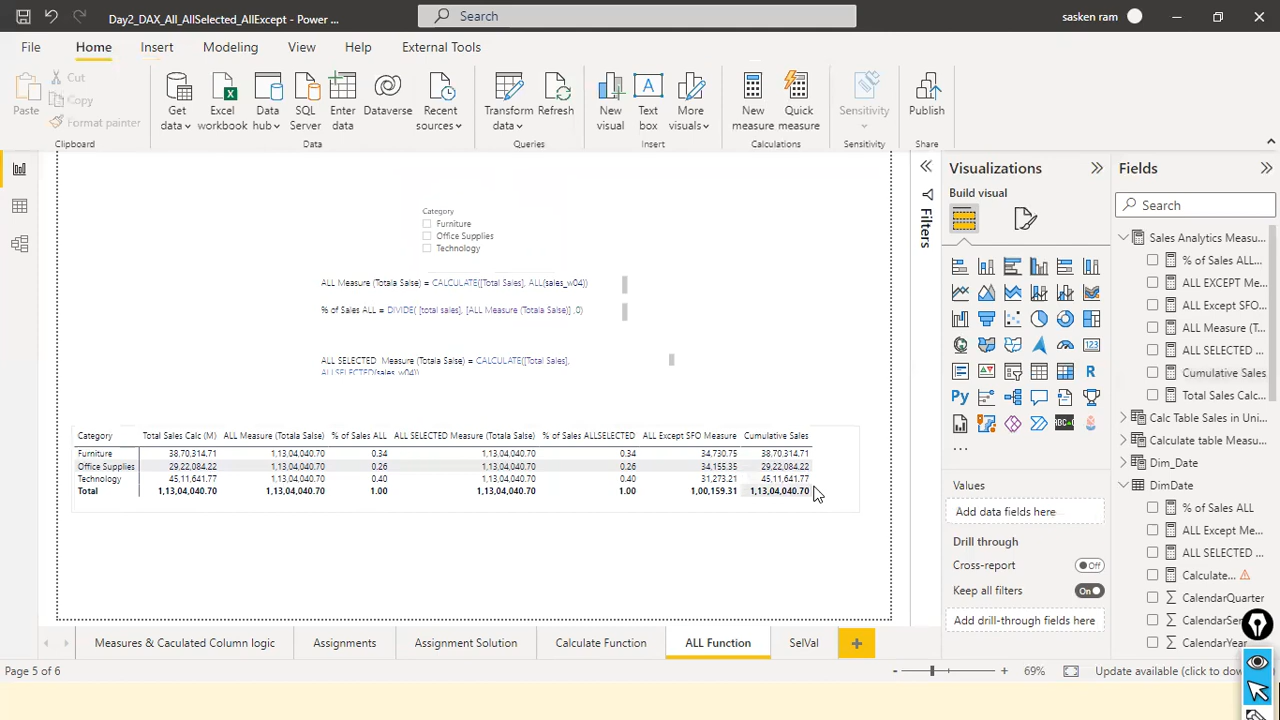 Day2_DAX_All_AllSelected_AllExcept - Power ...
Search
sasken ram
File
Home
Insert
Modeling
View
Help
External Tools
Paste
Cut
Copy
Format painter
Clipboard
Get data
Excel workbook
Data hub
SQL Server
Enter data
Dataverse
Recent sources
Data
Transform data
Refresh
Queries
New visual
Text box
More visuals
Insert
New measure
Quick measure
Calculations
Sensitivity
Sensitivity
Publish
Share
Category
Furniture
Office Supplies
Technology
ALL Measure (Totala Salse) = CALCULATE([Total Sales], ALL(sales_w04))
% of Sales ALL = DIVIDE( [total sales], [ALL Measure (Totala Salse)] ,0)
ALL SELECTED Measure (Totala Salse) = CALCULATE([Total Sales],
ALLSELECTED(sales_w04))
Category Total Sales Calc (M) ALL Measure (Totala Salse) % of Sales ALL ALL SELECTED Measure (Totala Salse) % of Sales ALLSELECTED ALL Except SFO Measure Cumulative Sales
Furniture 38,70,314.71 1,13,04,040.70 0.34 1,13,04,040.70 0.34 34,730.75 38,70,314.71
Office Supplies 29,22,084.22 1,13,04,040.70 0.26 1,13,04,040.70 0.26 34,155.35 29,22,084.22
Technology 45,11,641.77 1,13,04,040.70 0.40 1,13,04,040.70 0.40 31,273.21 45,11,641.77
Total 1,13,04,040.70 1,13,04,040.70 1.00 1,13,04,040.70 1.00 1,00,159.31 1,13,04,040.70
Filters
Visualizations
Build visual
123
R
Py
...
Values
Add data fields here
Drill through
Cross-report
Off
Keep all filters
On
Add drill-through fields here
Fields
Search
Sales Analytics Measu...
% of Sales ALL...
ALL EXCEPT Me...
ALL Except SFO...
ALL Measure (T...
ALL SELECTED ...
Cumulative Sales
Total Sales Calc...
Calc Table Sales in Uni...
Calculate table Measu...
Dim_Date
DimDate
% of Sales ALL
ALL Except Me...
ALL SELECTED ...
Calculate...
CalendarQuarter
CalendarSe
CalendarYear
Measures & Caculated Column logic
Assignments
Assignment Solution
Calculate Function
ALL Function
SelVal
Page 5 of 6
69%
Update available (click to dow